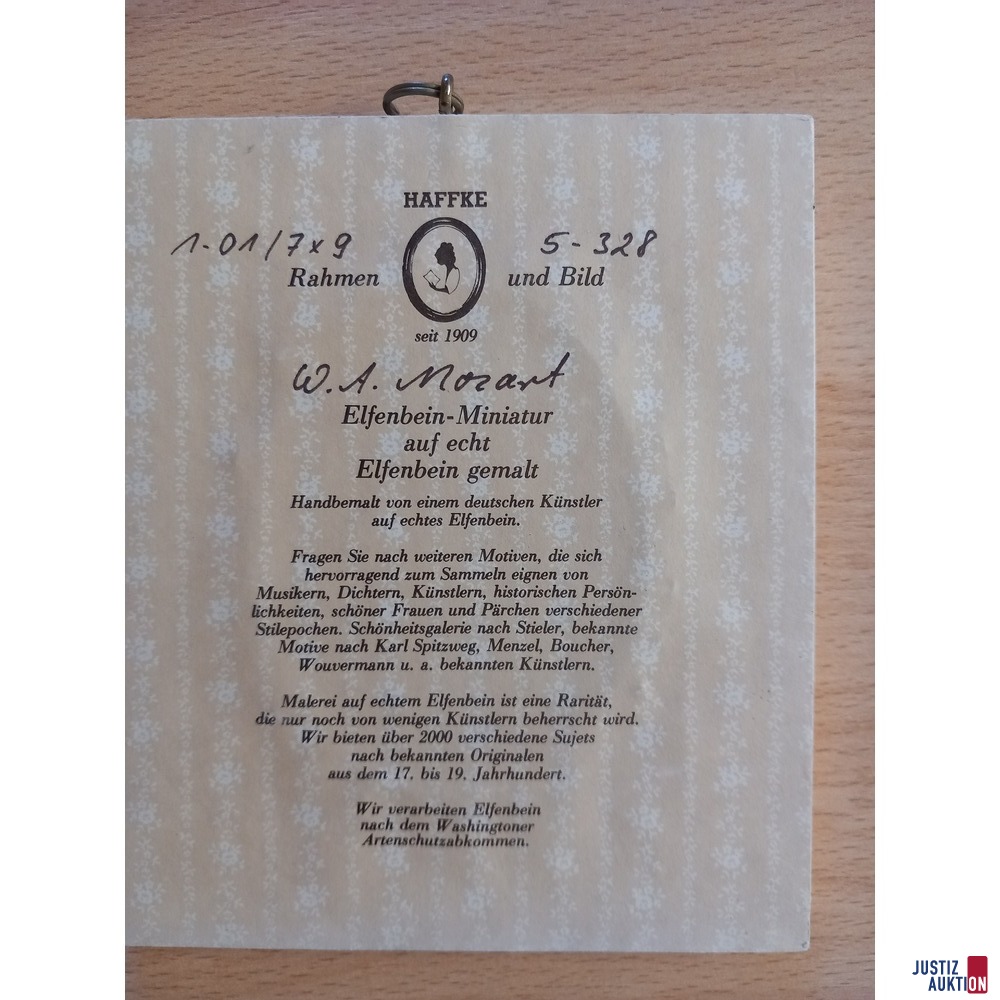 HAFFKE
1-01/7x9 5-328
Rahmen und Bild
seit 1909
W. A. Mozart
Elfenbein-Miniatur
auf echt
Elfenbein gemalt
Handbemalt von einem deutschen Künstler
auf echtes Elfenbein.
Fragen Sie nach weiteren Motiven, die sich
hervorragend zum Sammeln eignen von
Musikern, Dichtern, Künstlern, historischen Persön-
lichkeiten, schöner Frauen und Pärchen verschiedener
Stilepochen. Schönheitsgalerie nach Stieler, bekannte
Motive nach Karl Spitzweg, Menzel, Boucher,
Wouvermann u. a. bekannten Künstlern.
Malerei auf echtem Elfenbein ist eine Rarität,
die nur noch von wenigen Künstlern beherrscht wird.
Wir bieten über 2000 verschiedene Sujets
nach bekannten Originalen
aus dem 17. bis 19. Jahrhundert.
Wir verarbeiten Elfenbein
nach dem Washingtoner
Artenschutzabkommen.
JUSTIZ
AUKTION